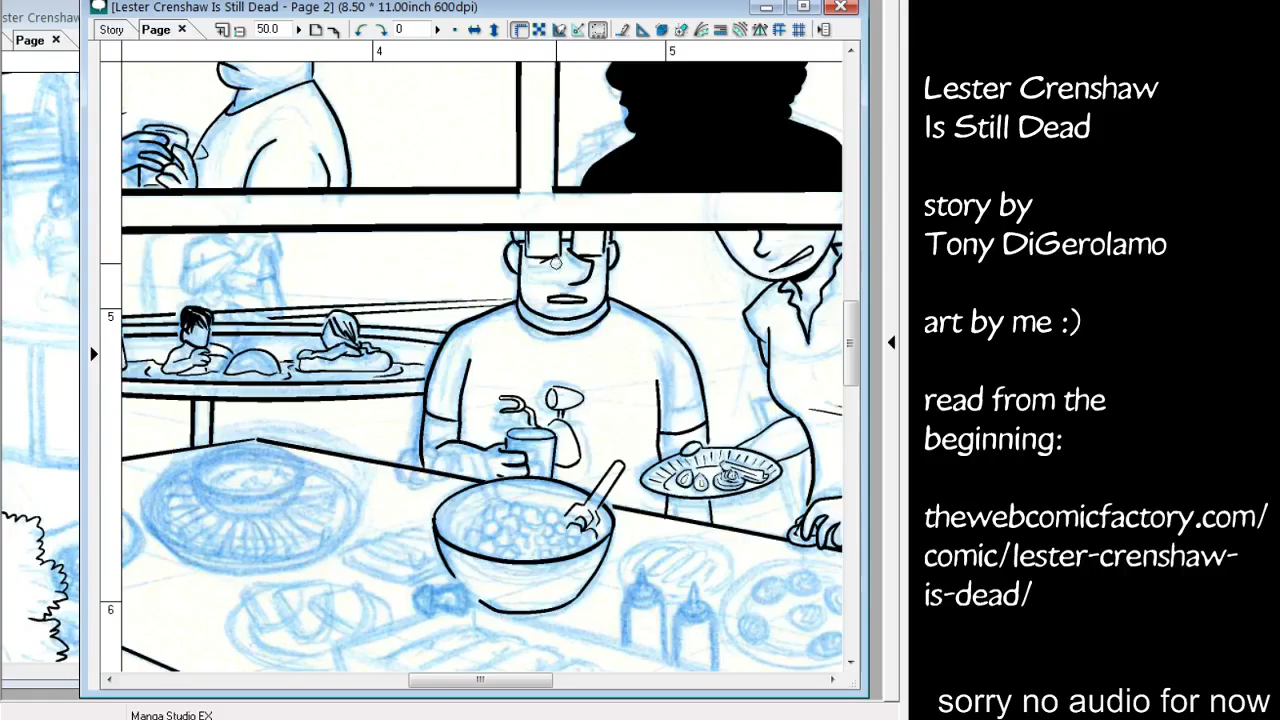 ster Crenshaw
[Lester Crenshaw Is Still Dead - Page 2] (8.50 * 11.00inch 600dpi)
Page
Story
Page
50.0
0
4
5
5
6
Manga Studio EX
Lester Crenshaw
Is Still Dead
story by
Tony DiGerolamo
art by me :)
read from the
beginning:
thewebcomicfactory.com/
comic/lester-crenshaw-
is-dead/
sorry no audio for now